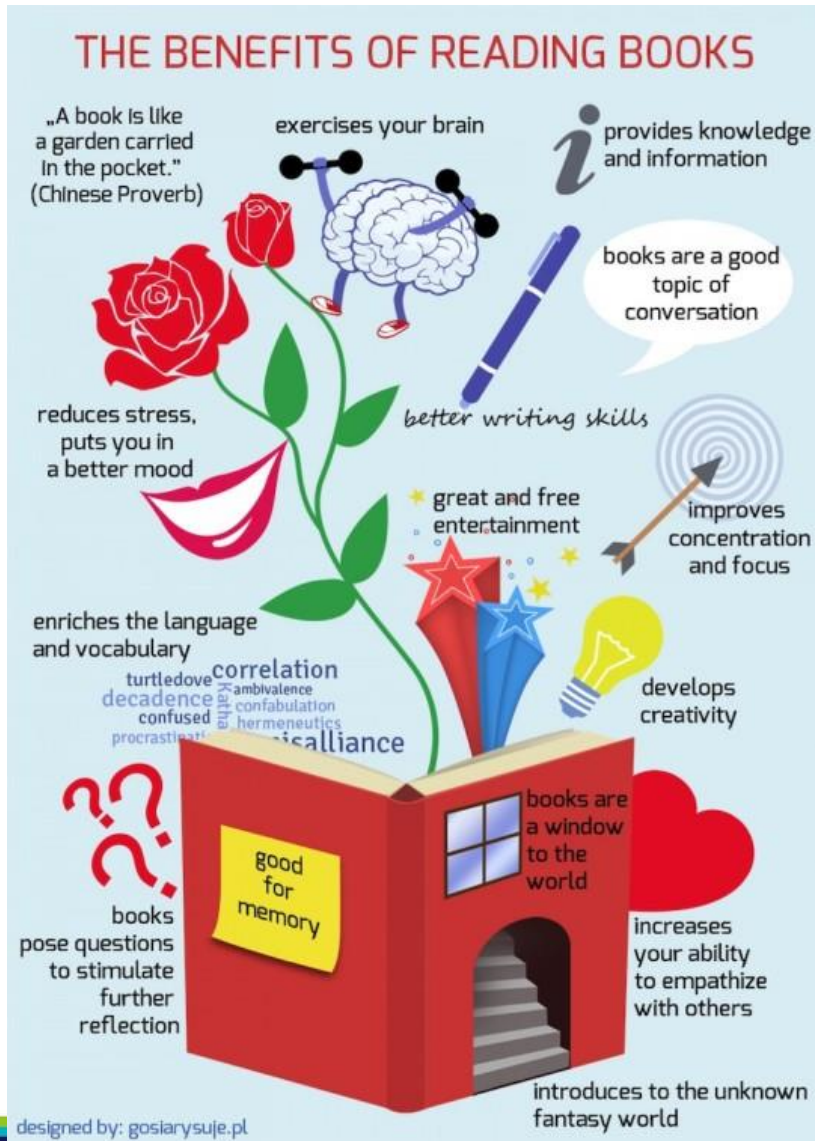 THE BENEFITS OF READING BOOKS
„A book is like
a garden carried
in the pocket.”
(Chinese Proverb)
exercises your brain
i
provides knowledge
and information
books are a good
topic of
conversation
better writing skills
reduces stress,
puts you in
a better mood
great and free
entertainment
improves
concentration
and focus
enriches the language
and vocabulary
turtledove
correlation
decadence
Katha
ambivalence
confabulation
confused
hermeneutics
procrastinati
isalliance
develops
creativity
???
books
pose questions
to stimulate
further
reflection
good
for
memory
books are
a window
to the
world
increases
your ability
to empathize
with others
introduces to the unknown
fantasy world
designed by: gosiarysuje.pl